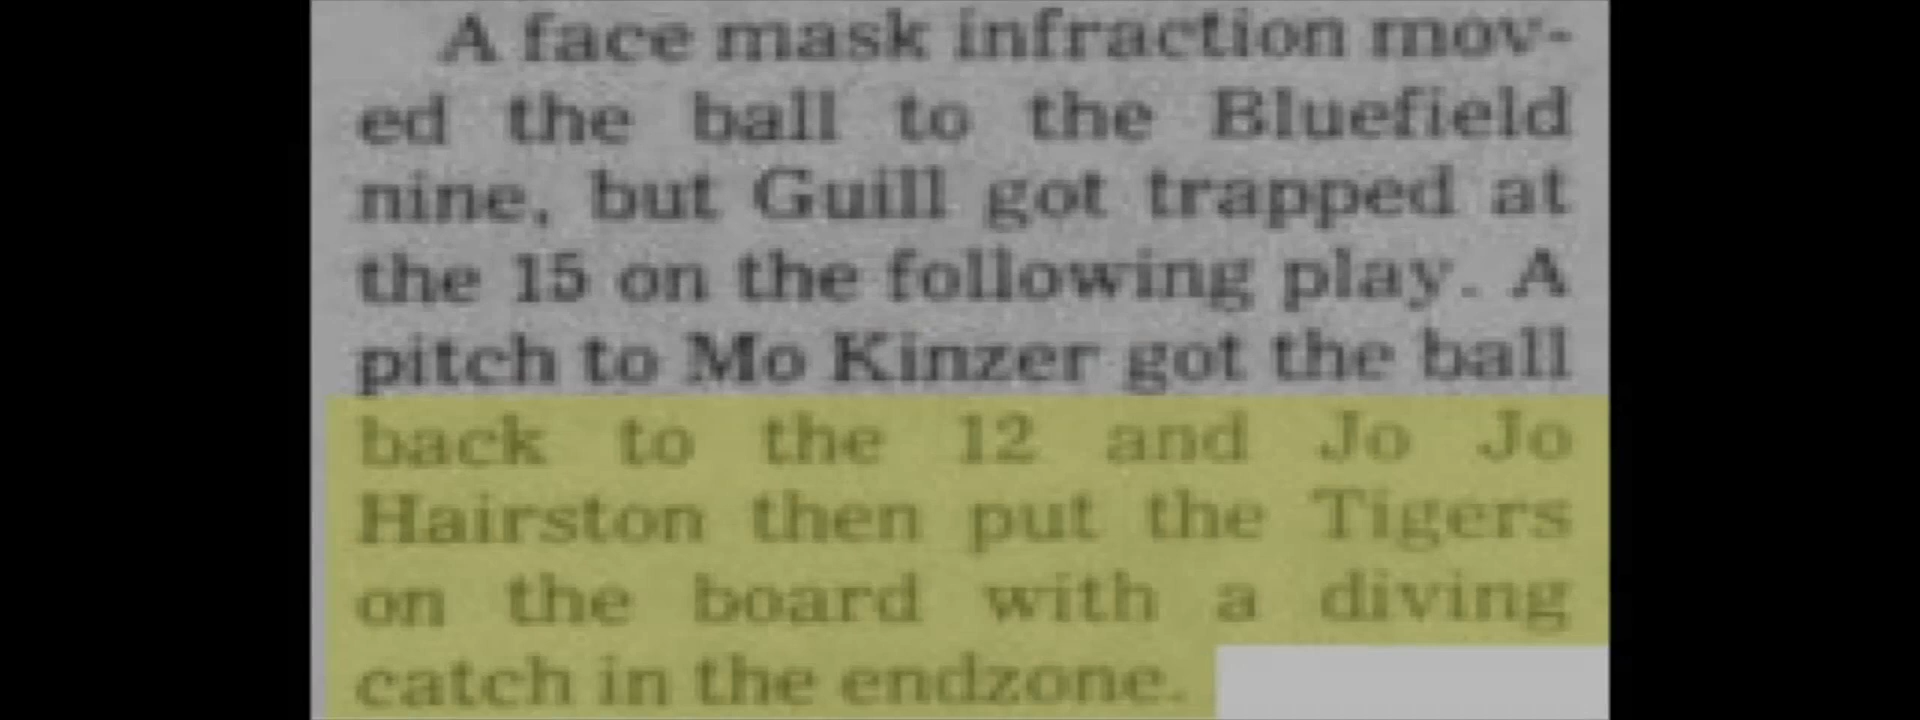 A face mask infraction mov-
ed the ball to the Bluefield
nine, but Guill got trapped at
the 15 on the following play. A
pitch to Mo Kinzer got the ball
back to the 12 and Jo Jo
Hairston then put the Tigers
on the board with a diving
catch in the endzone.